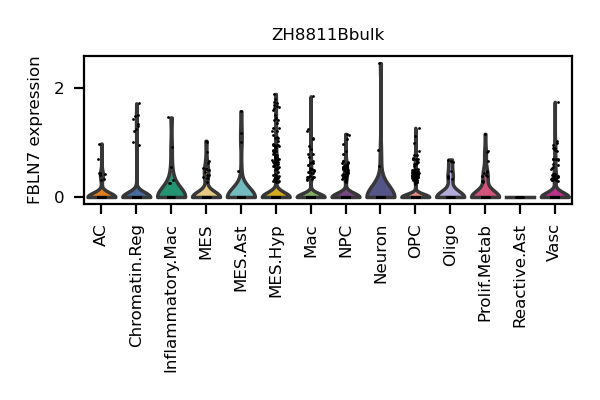 ZH8811Bbulk
FBLN7 expression
2
0
AC
Chromatin.Reg
Inflammatory.Mac
MES
MES.Ast
MES.Hyp
Mac
NPC
Neuron
OPC
Oligo
Prolif.Metab
Reactive.Ast
Vasc